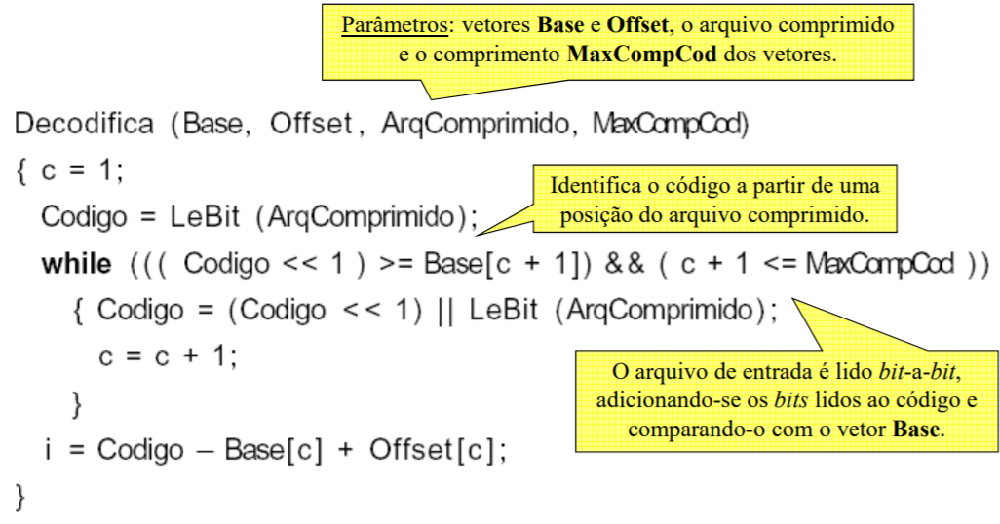 Parâmetros: vetores Base e Offset, o arquivo comprimido
e o comprimento MaxCompCod dos vetores.
Decodifica (Base, Offset, ArqComprimido, MaxCompCod)
{ c = 1;
Identifica o código a partir de uma
posição do arquivo comprimido.
Codigo = LeBit (ArqComprimido);
while ((( Codigo << 1 ) >= Base[c + 1]) && ( c + 1 <= MaxCompCod ))
{ Codigo = (Codigo << 1) || LeBit (ArqComprimido);
c = c + 1;
}
O arquivo de entrada é lido bit-a-bit,
adicionando-se os bits lidos ao código e
comparando-o com o vetor Base.
i = Codigo – Base[c] + Offset[c];
}